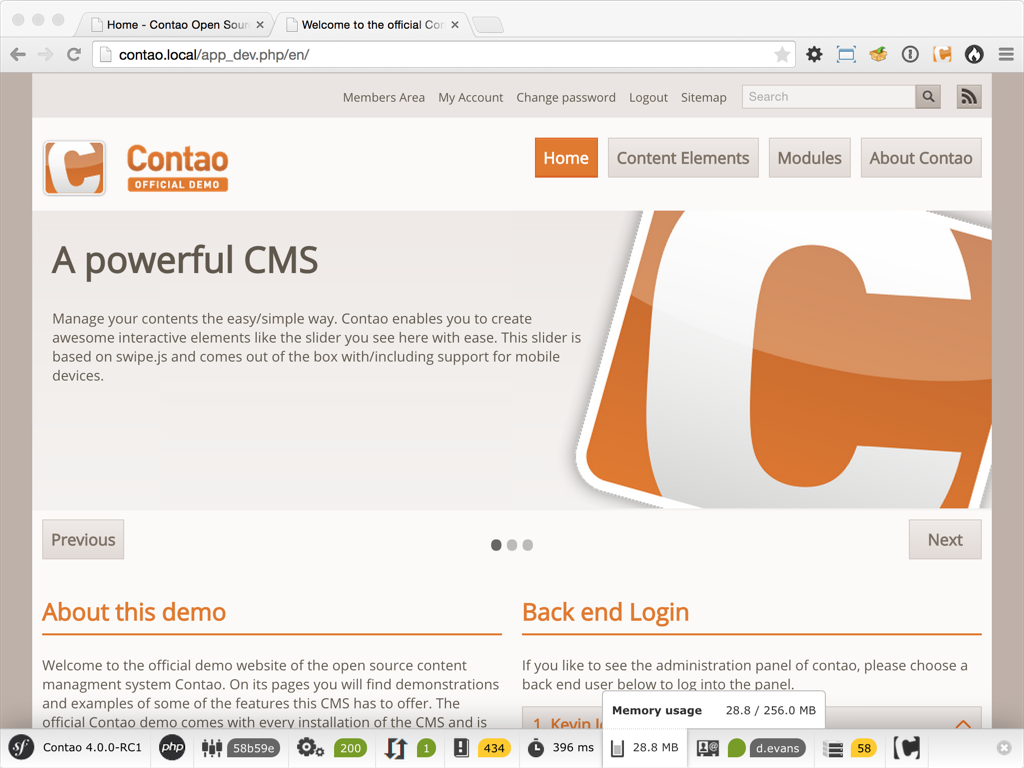 Home - Contao Open Sour
Welcome to the official Con
contao.local/app_dev.php/en/
Members Area My Account Change password Logout Sitemap Search
Contao
OFFICIAL DEMO
Home Content Elements Modules About Contao
A powerful CMS
Manage your contents the easy/simple way. Contao enables you to create
awesome interactive elements like the slider you see here with ease. This slider is
based on swipe.js and comes out of the box with/including support for mobile
devices.
Previous
Next
About this demo
Welcome to the official demo website of the open source content
managment system Contao. On its pages you will find demonstrations
and examples of some of the features this CMS has to offer. The
official Contao demo comes with every installation of the CMS and is
Back end Login
If you like to see the administration panel of contao, please choose a
back end user below to log into the panel.
1. Kevin
Memory usage 28.8 / 256.0 MB
sf Contao 4.0.0-RC1 php 58b59e 200 1 434 396 ms 28.8 MB d.evans 58